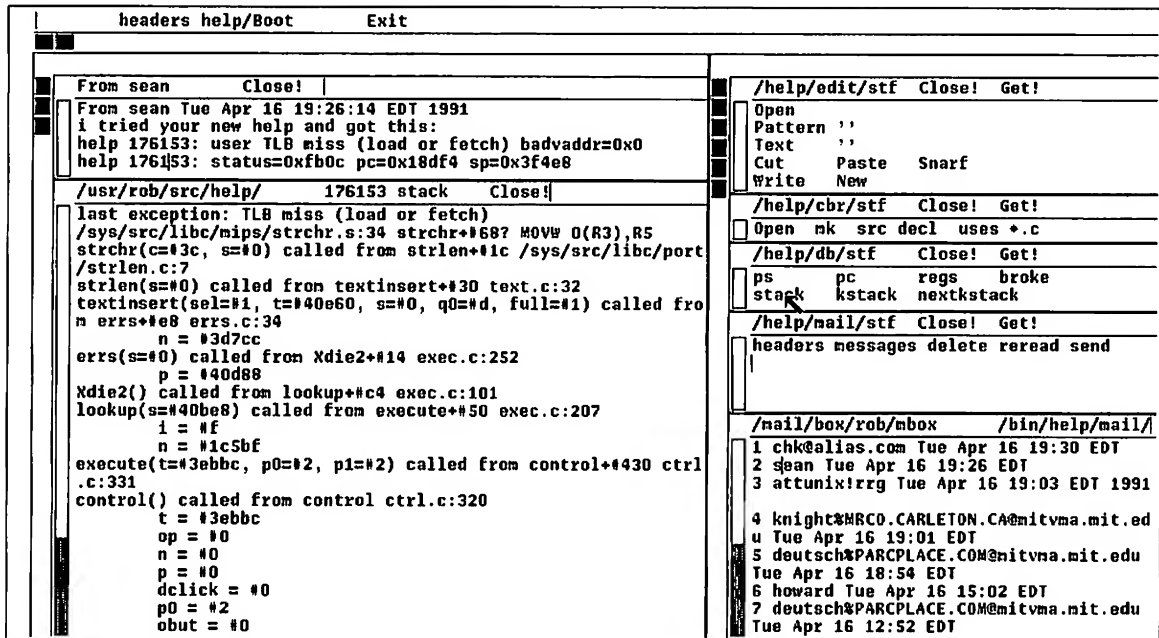 headers help/Boot Exit
From sean Close!
From sean Tue Apr 16 19:26:14 EDT 1991
i tried your new help and got this:
help 176153: user TLB miss (load or fetch) badvaddr=0x0
help 176153: status=0xfb0c pc=0x18df4 sp=0x3f4e8
/usr/rob/src/help/ 176153 stack Close!
last exception: TLB miss (load or fetch)
/sys/src/libc/mips/strchr.s:34 strchr+#68? MOVW 0(R3),R5
strchr(c=#3c, s=#0) called from strlen+#1c /sys/src/libc/port
/strlen.c:7
strlen(s=#0) called from textinsert+#30 text.c:32
textinsert(sel=#1, t=#40e60, s=#0, q0=#d, full=#1) called fro
m errs+#e8 errs.c:34
n = #3d7cc
errs(s=#0) called from Xdie2+#14 exec.c:252
p = #40d88
Xdie2() called from lookup+#c4 exec.c:101
lookup(s=#40be8) called from execute+#50 exec.c:207
i = #f
n = #1c5bf
execute(t=#3ebbc, p0=#2, p1=#2) called from control+#430 ctrl
.c:331
control() called from control ctrl.c:320
t = #3ebbc
op = #0
n = #0
p = #0
dclick = #0
p0 = #2
obut = #0
/help/edit/stf Close! Get!
Open
Pattern ''
Text ''
Cut Paste Snarf
Write New
/help/cbr/stf Close! Get!
Open mk src decl uses *.c
/help/db/stf Close! Get!
ps pc regs broke
stack kstack nextkstack
/help/mail/stf Close! Get!
headers messages delete reread send
/mail/box/rob/mbox /bin/help/mail/
1 chk@alias.com Tue Apr 16 19:30 EDT
2 sean Tue Apr 16 19:26 EDT
3 attunix!rrg Tue Apr 16 19:03 EDT 1991
4 knight%MRCO.CARLETON.CA@mitvma.mit.ed
u Tue Apr 16 19:01 EDT
5 deutsch%PARCPLACE.COM@mitvma.mit.edu
Tue Apr 16 18:54 EDT
6 howard Tue Apr 16 15:02 EDT
7 deutsch%PARCPLACE.COM@mitvma.mit.edu
Tue Apr 16 12:52 EDT